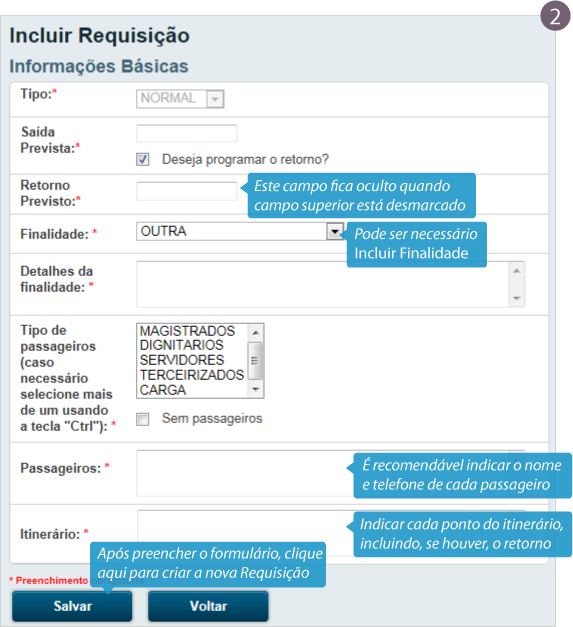 2
Incluir Requisição
Informações Básicas
Tipo:*
NORMAL
Saída
Prevista:*
Deseja programar o retorno?
Retorno
Previsto:*
Este campo fica oculto quando
campo superior está desmarcado
Finalidade: *
OUTRA
Pode ser necessário
Incluir Finalidade
Detalhes da
finalidade: *
Tipo de
passageiros
(caso
necessário
selecione mais
de um usando
a tecla "Ctrl"): *
MAGISTRADOS
DIGNITARIOS
SERVIDORES
TERCEIRIZADOS
CARGA
Sem passageiros
Passageiros: *
É recomendável indicar o nome
e telefone de cada passageiro
Itinerário: *
Indicar cada ponto do itinerário,
incluindo, se houver, o retorno
Após preencher o formulário, clique
aqui para criar a nova Requisição
* Preenchimento
Salvar
Voltar